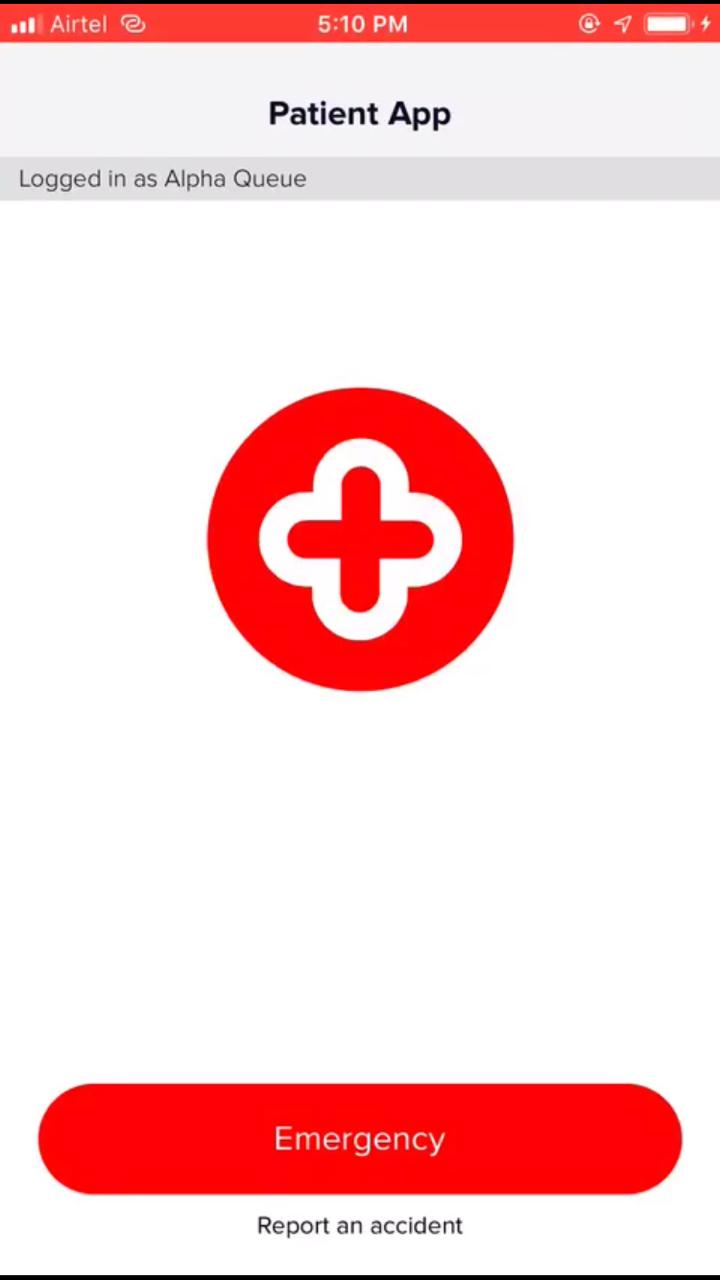 Airtel 5:10 PM
Patient App
Logged in as Alpha Queue
Emergency
Report an accident